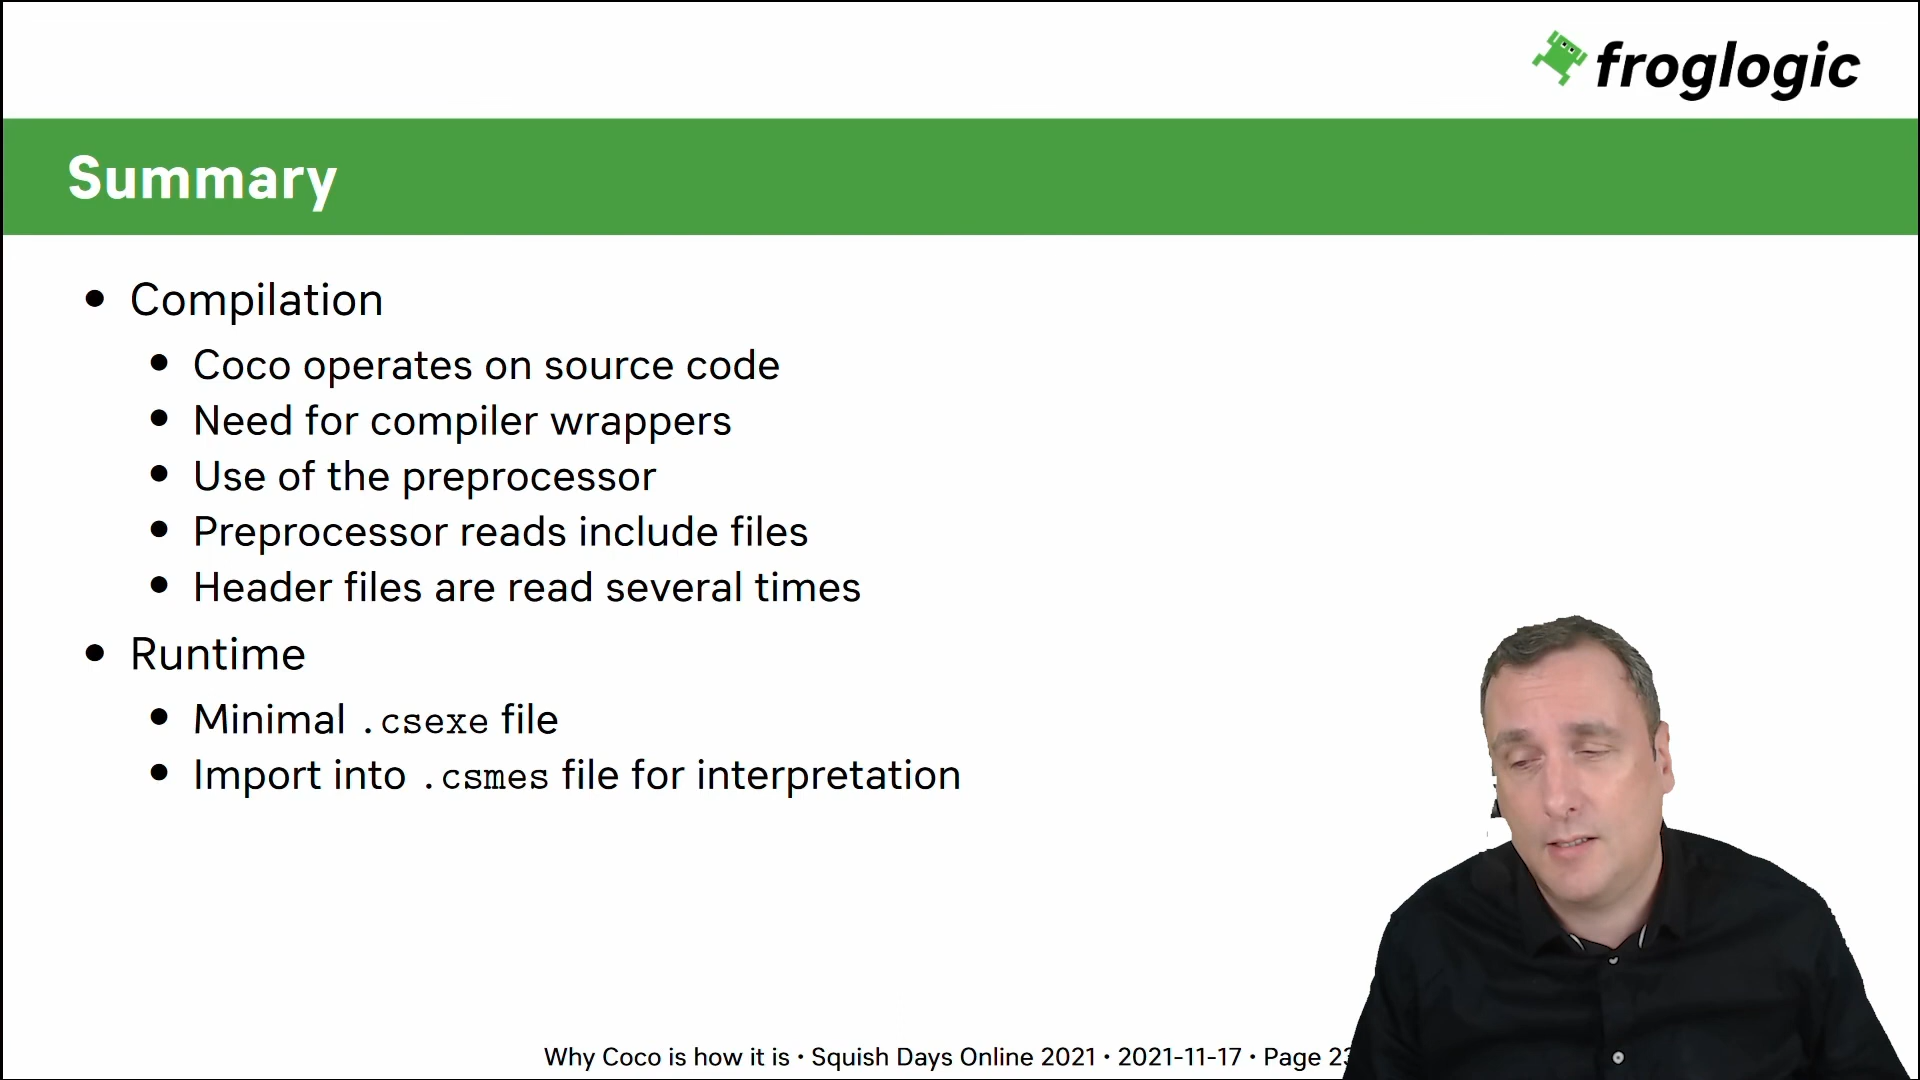 froglogic
Summary
• Compilation
• Coco operates on source code
• Need for compiler wrappers
• Use of the preprocessor
• Preprocessor reads include files
• Header files are read several times
• Runtime
• Minimal .csexe file
• Import into .csmes file for interpretation
Why Coco is how it is • Squish Days Online 2021 • 2021-11-17 • Page